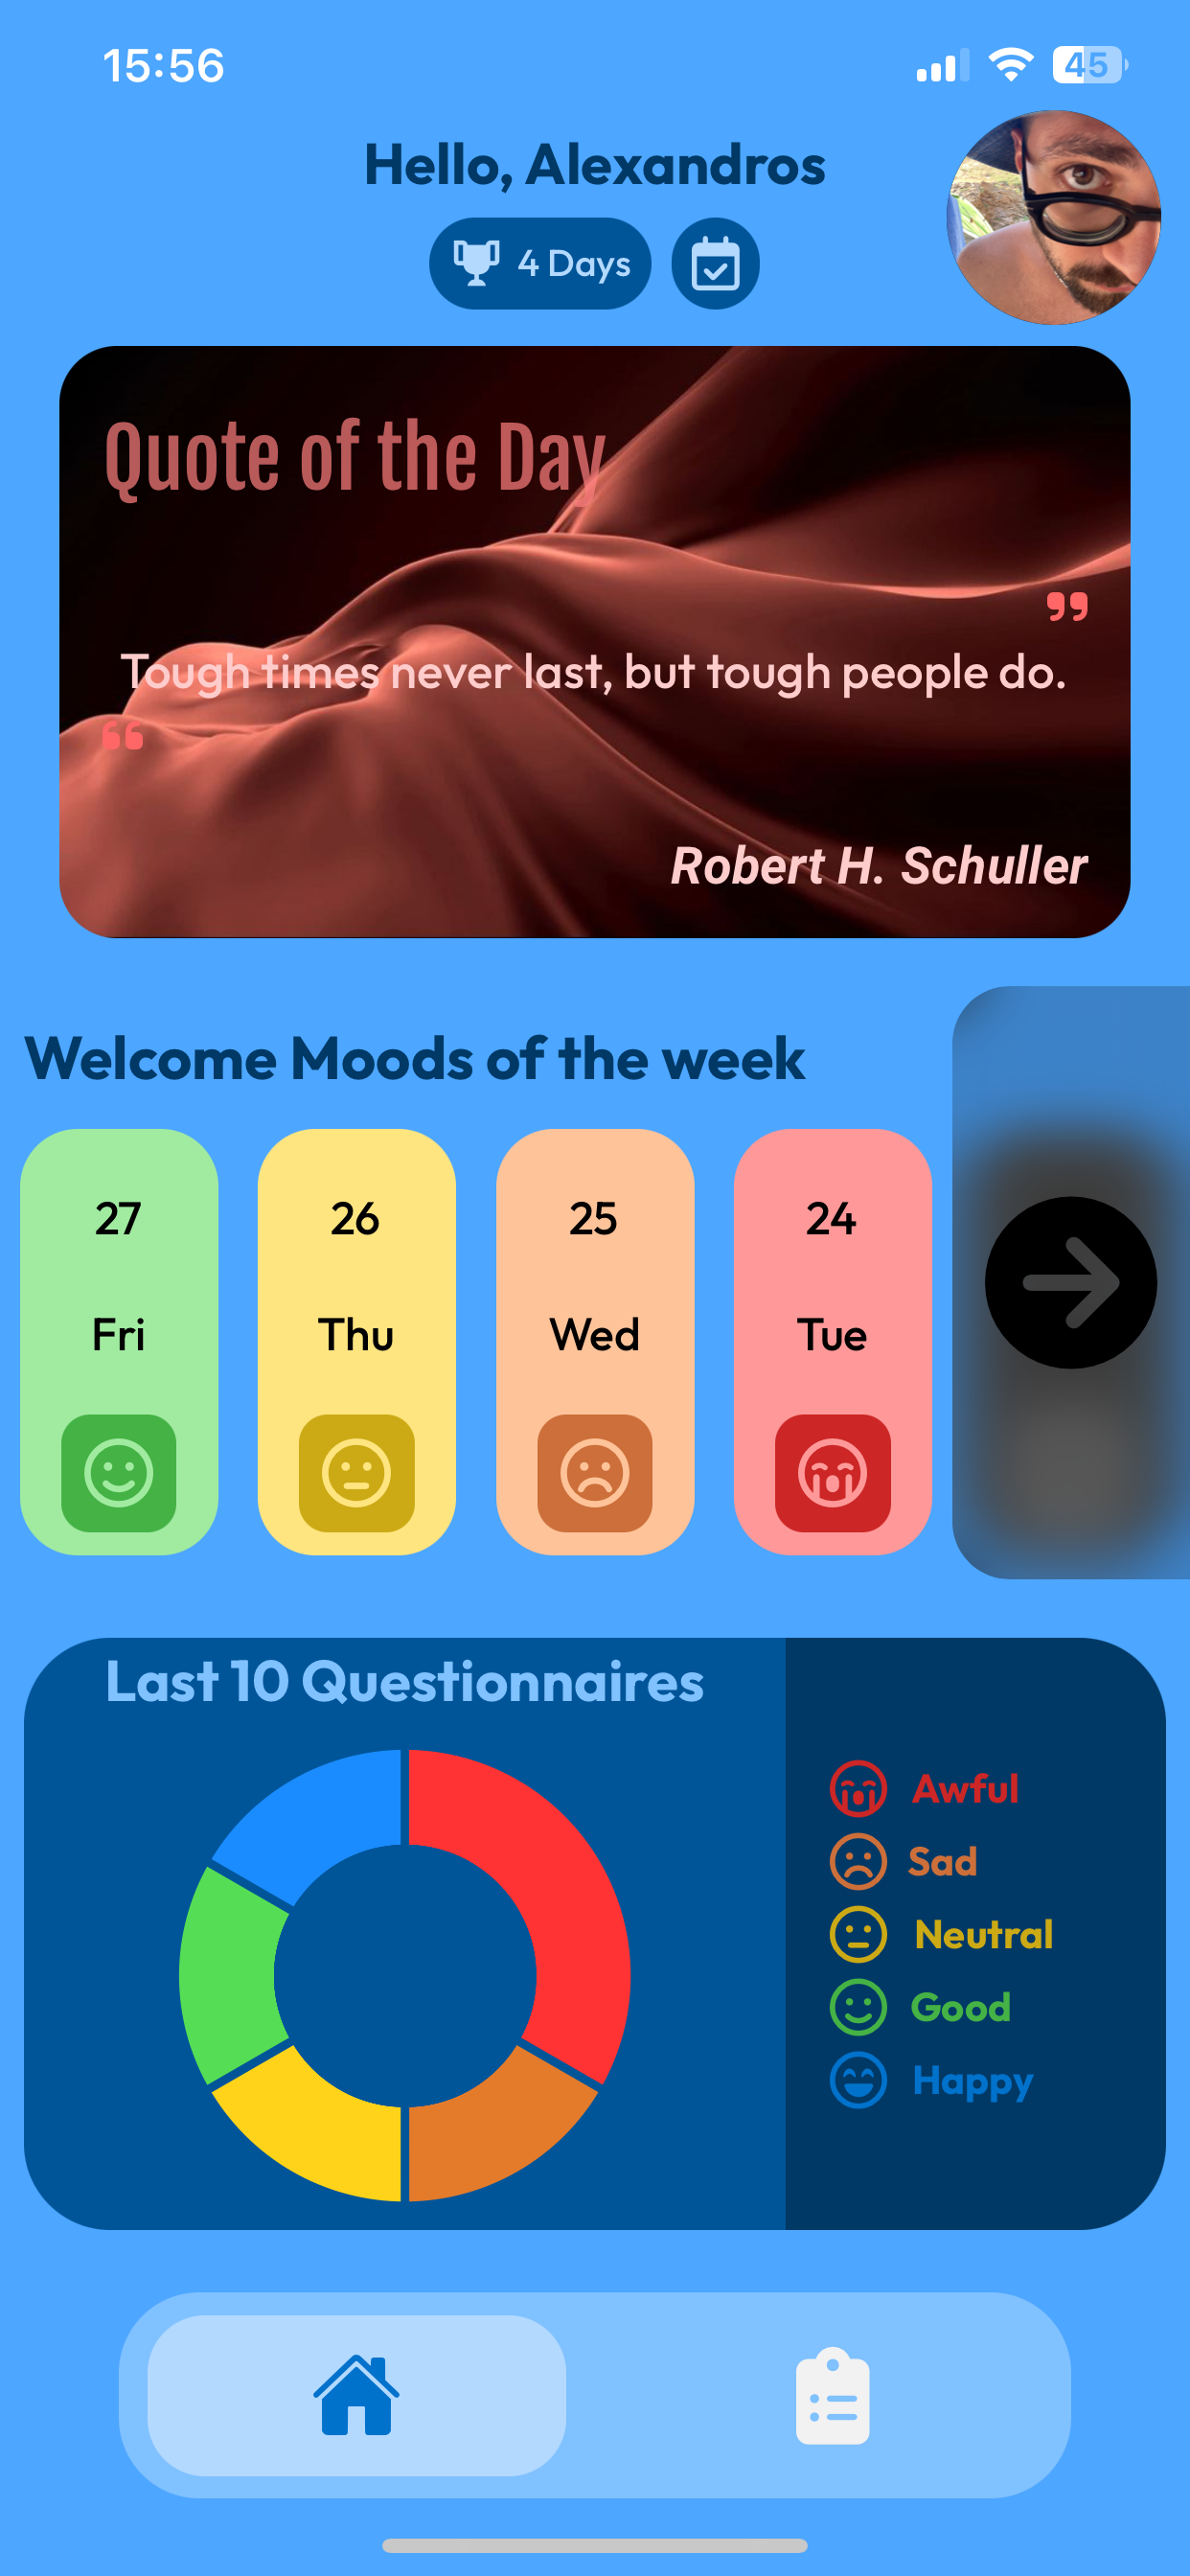 15:56
45
Hello, Alexandros
4 Days
Quote of the Day
”
Tough times never last, but tough people do.
“
Robert H. Schuller
Welcome Moods of the week
27 26 25 24
Fri Thu Wed Tue
Last 10 Questionnaires
Awful
Sad
Neutral
Good
Happy